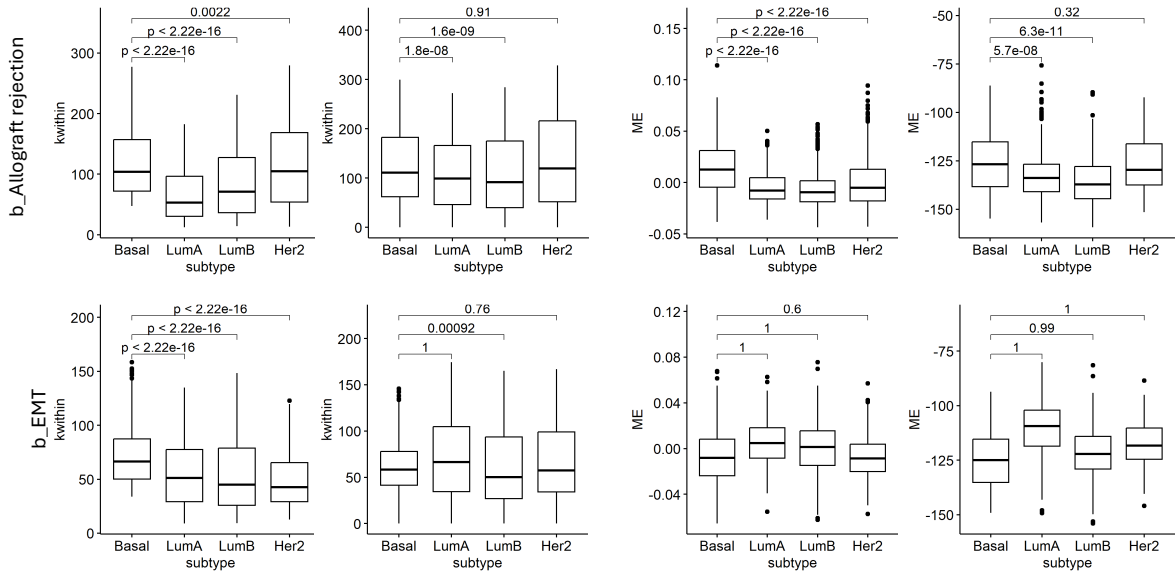 b_Allograft rejection
kwithin
0 100 200 300
0.0022
p < 2.22e-16
p < 2.22e-16
Basal LumA LumB Her2
subtype
kwithin
0 100 200 300 400
0.91
1.6e-09
1.8e-08
Basal LumA LumB Her2
subtype
ME
-0.05 0.00 0.05 0.10 0.15
p < 2.22e-16
p < 2.22e-16
p < 2.22e-16
Basal LumA LumB Her2
subtype
ME
-150 -125 -100 -75 -50
0.32
6.3e-11
5.7e-08
Basal LumA LumB Her2
subtype
b_EMT
kwithin
0 50 100 150 200
p < 2.22e-16
p < 2.22e-16
p < 2.22e-16
Basal LumA LumB Her2
subtype
kwithin
0 50 100 150 200
0.76
0.00092
1
Basal LumA LumB Her2
subtype
ME
-0.04 0.00 0.04 0.08 0.12
0.6
1
1
Basal LumA LumB Her2
subtype
ME
-150 -125 -100 -75
1
0.99
1
Basal LumA LumB Her2
subtype